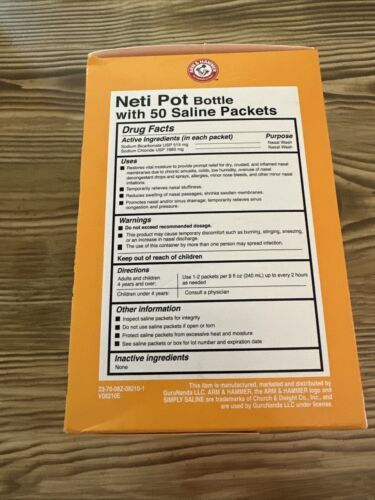 ARM & HAMMER
Neti Pot Bottle
with 50 Saline Packets
Drug Facts
Active ingredients (in each packet) Purpose
Sodium Bicarbonate USP 515 mg Nasal Wash
Sodium Chloride USP 1985 mg Nasal Wash
Uses
Restores vital moisture to provide prompt relief for dry, crusted, and inflamed nasal
membranes due to chronic sinusitis, colds, low humidity, overuse of nasal
decongestant drops and sprays, allergies, minor nose bleeds, and other minor nasal
irritations.
Temporarily relieves nasal stuffiness.
Reduces swelling of nasal passages; shrinks swollen membranes.
Promotes nasal and/or sinus drainage; temporarily relieves sinus
congestion and pressure.
Warnings
Do not exceed recommended dosage.
This product may cause temporary discomfort such as burning, stinging, sneezing,
or an increase in nasal discharge.
The use of this container by more than one person may spread infection.
Keep out of reach of children
Directions
Adults and children Use 1-2 packets per 8 fl oz (240 mL) up to every 2 hours
4 years and over: as needed
Children under 4 years: Consult a physician
Other information
Inspect saline packets for integrity
Do not use saline packets if open or torn
Protect saline packets from excessive heat and moisture
See saline packets or box for lot number and expiration date
Inactive ingredients
None
23-70-08Z-08210-1
V08210E
This item is manufactured, marketed and distributed by
GuruNanda LLC. ARM & HAMMER, the ARM & HAMMER logo and
SIMPLY SALINE are trademarks of Church & Dwight Co., Inc. and
are used by GuruNanda LLC under license.